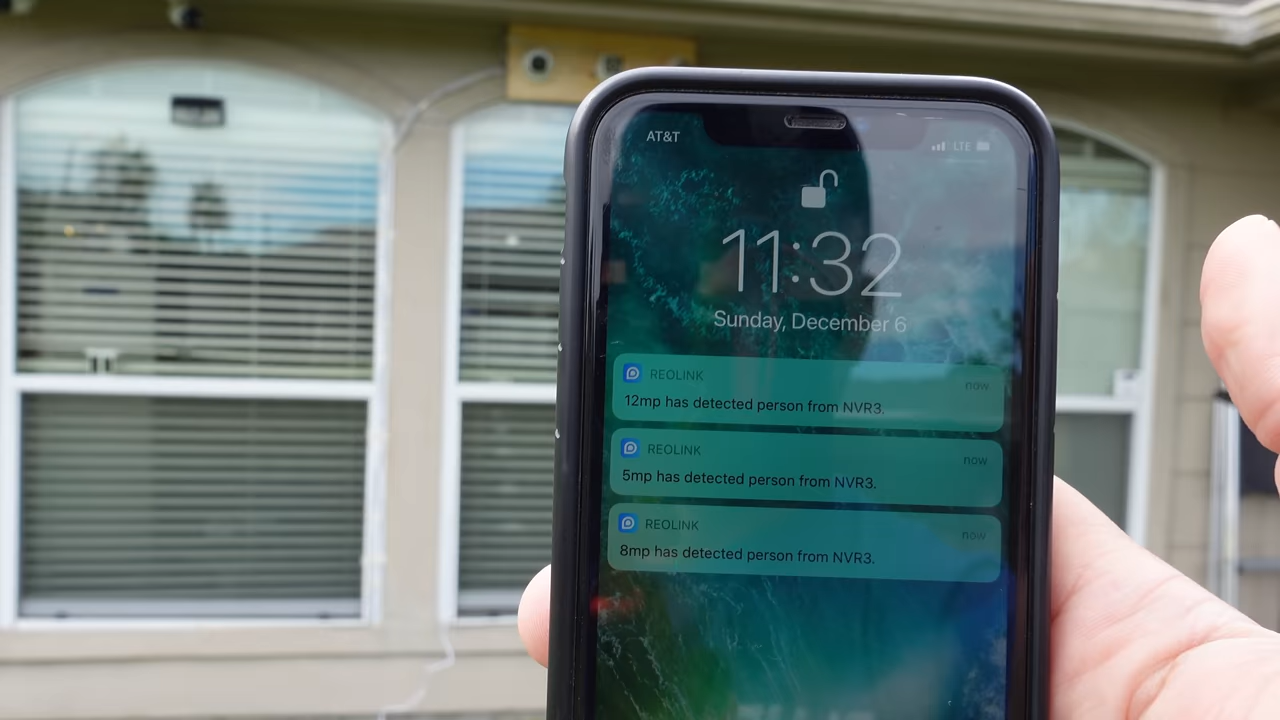 AT&T
LTE
11:32
Sunday, December 6
REOLINK
now
12mp has detected person from NVR3.
REOLINK
now
5mp has detected person from NVR3.
REOLINK
now
8mp has detected person from NVR3.